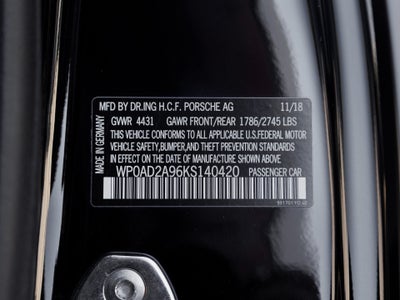 MFD BY DR.ING H.C.F. PORSCHE AG 11/18
GVWR 4431 GAWR FRONT/REAR 1786/2745 LBS
THIS VEHICLE CONFORMS TO ALL APPLICABLE U.S.FEDERAL MOTOR
VEHICLE SAFETY,BUMPER,AND THEFT PREVENTION STANDARDS
IN EFFECT ON THE DATE OF MANUFACTURE SHOWN ABOVE
WP0AD2A96KS140420 PASSENGER CAR
MADE IN GERMANY